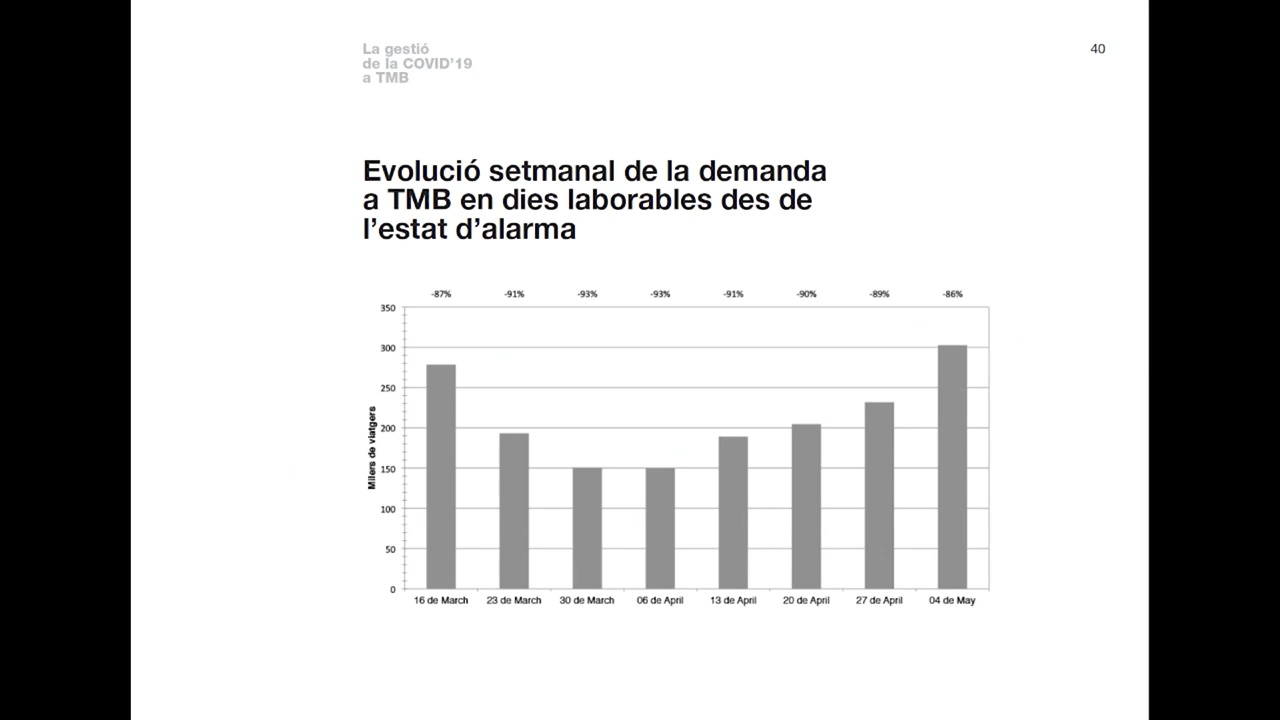 La gestió
de la COVID'19
a TMB
40
Evolució setmanal de la demanda
a TMB en dies laborables des de
l'estat d'alarma
-87% -91% -93% -93% -91% -90% -89% -86%
350
300
250
200
150
100
50
0
Milers de viatgers
16 de March 23 de March 30 de March 06 de April 13 de April 20 de April 27 de April 04 de May